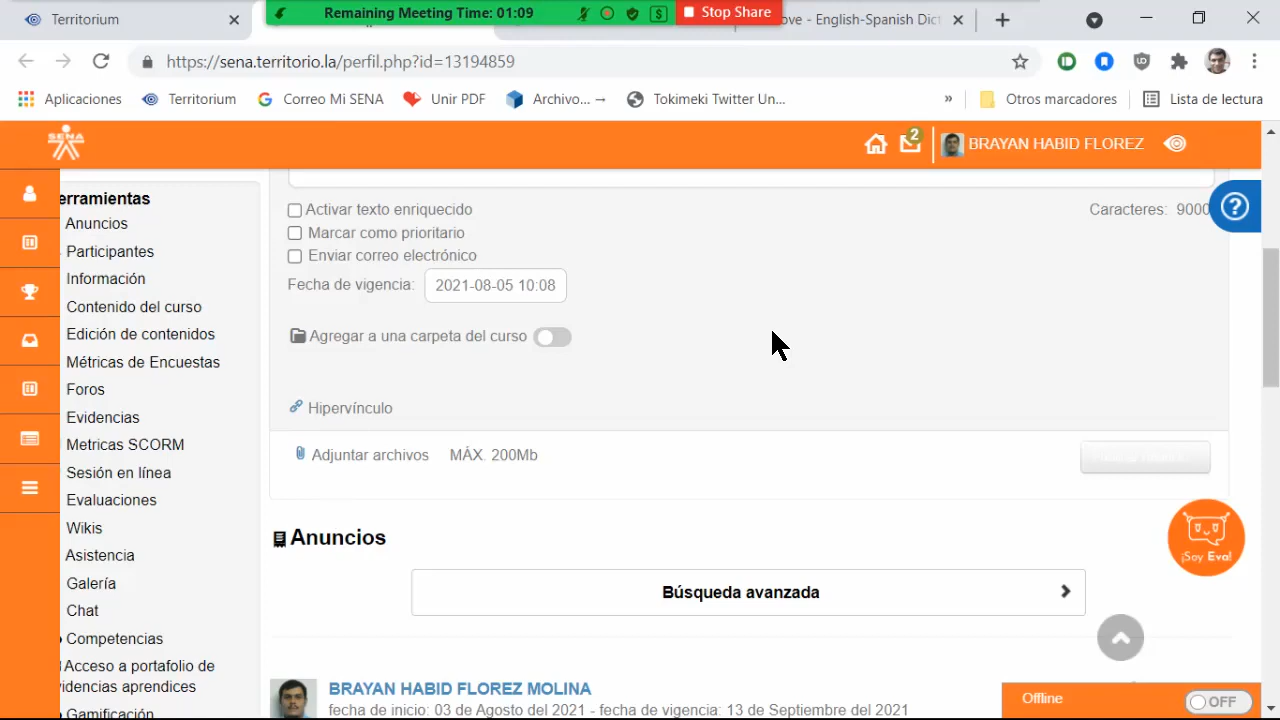 Territorium
Remaining Meeting Time: 01:09
$
Stop Share
ove - English-Spanish Dict
https://sena.territorio.la/perfil.php?id=13194859
Aplicaciones
Territorium
Correo Mi SENA
Unir PDF
Archivo... →
Tokimeki Twitter Un...
»
Otros marcadores
Lista de lectura
SENA
2
BRAYAN HABID FLOREZ
erramientas
Anuncios
Participantes
Información
Contenido del curso
Edición de contenidos
Métricas de Encuestas
Foros
Evidencias
Metricas SCORM
Sesión en línea
Evaluaciones
Wikis
Asistencia
Galería
Chat
Competencias
Acceso a portafolio de
videncias aprendices
Gamificación
Activar texto enriquecido
Caracteres: 9000
Marcar como prioritario
Enviar correo electrónico
Fecha de vigencia: 2021-08-05 10:08
Agregar a una carpeta del curso
Hipervínculo
Adjuntar archivos MÁX. 200Mb
Anuncios
¡Soy Eva!
Búsqueda avanzada
BRAYAN HABID FLOREZ MOLINA
fecha de inicio: 03 de Agosto del 2021 - fecha de vigencia: 13 de Septiembre del 2021
Offline
OFF